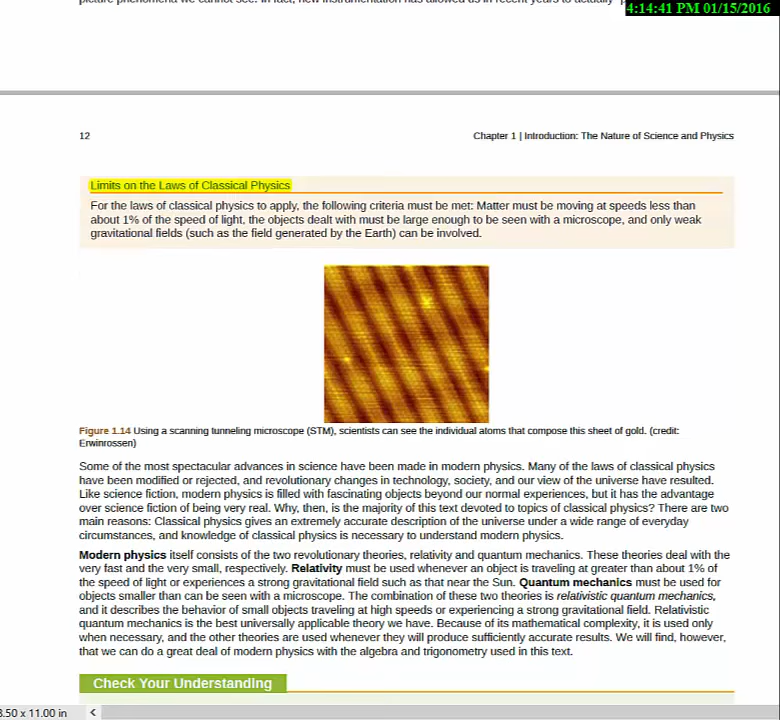 picture phenomena we cannot see. In fact, new instrumentation has allowed us in recent years to actually
4:14:41 PM 01/15/2016
12
Chapter 1 | Introduction: The Nature of Science and Physics
Limits on the Laws of Classical Physics
For the laws of classical physics to apply, the following criteria must be met: Matter must be moving at speeds less than
about 1% of the speed of light, the objects dealt with must be large enough to be seen with a microscope, and only weak
gravitational fields (such as the field generated by the Earth) can be involved.
Figure 1.14 Using a scanning tunneling microscope (STM), scientists can see the individual atoms that compose this sheet of gold. (credit:
Erwinrossen)
Some of the most spectacular advances in science have been made in modern physics. Many of the laws of classical physics
have been modified or rejected, and revolutionary changes in technology, society, and our view of the universe have resulted.
Like science fiction, modern physics is filled with fascinating objects beyond our normal experiences, but it has the advantage
over science fiction of being very real. Why, then, is the majority of this text devoted to topics of classical physics? There are two
main reasons: Classical physics gives an extremely accurate description of the universe under a wide range of everyday
circumstances, and knowledge of classical physics is necessary to understand modern physics.
Modern physics itself consists of the two revolutionary theories, relativity and quantum mechanics. These theories deal with the
very fast and the very small, respectively. Relativity must be used whenever an object is traveling at greater than about 1% of
the speed of light or experiences a strong gravitational field such as that near the Sun. Quantum mechanics must be used for
objects smaller than can be seen with a microscope. The combination of these two theories is relativistic quantum mechanics,
and it describes the behavior of small objects traveling at high speeds or experiencing a strong gravitational field. Relativistic
quantum mechanics is the best universally applicable theory we have. Because of its mathematical complexity, it is used only
when necessary, and the other theories are used whenever they will produce sufficiently accurate results. We will find, however,
that we can do a great deal of modern physics with the algebra and trigonometry used in this text.
Check Your Understanding
8.50 x 11.00 in